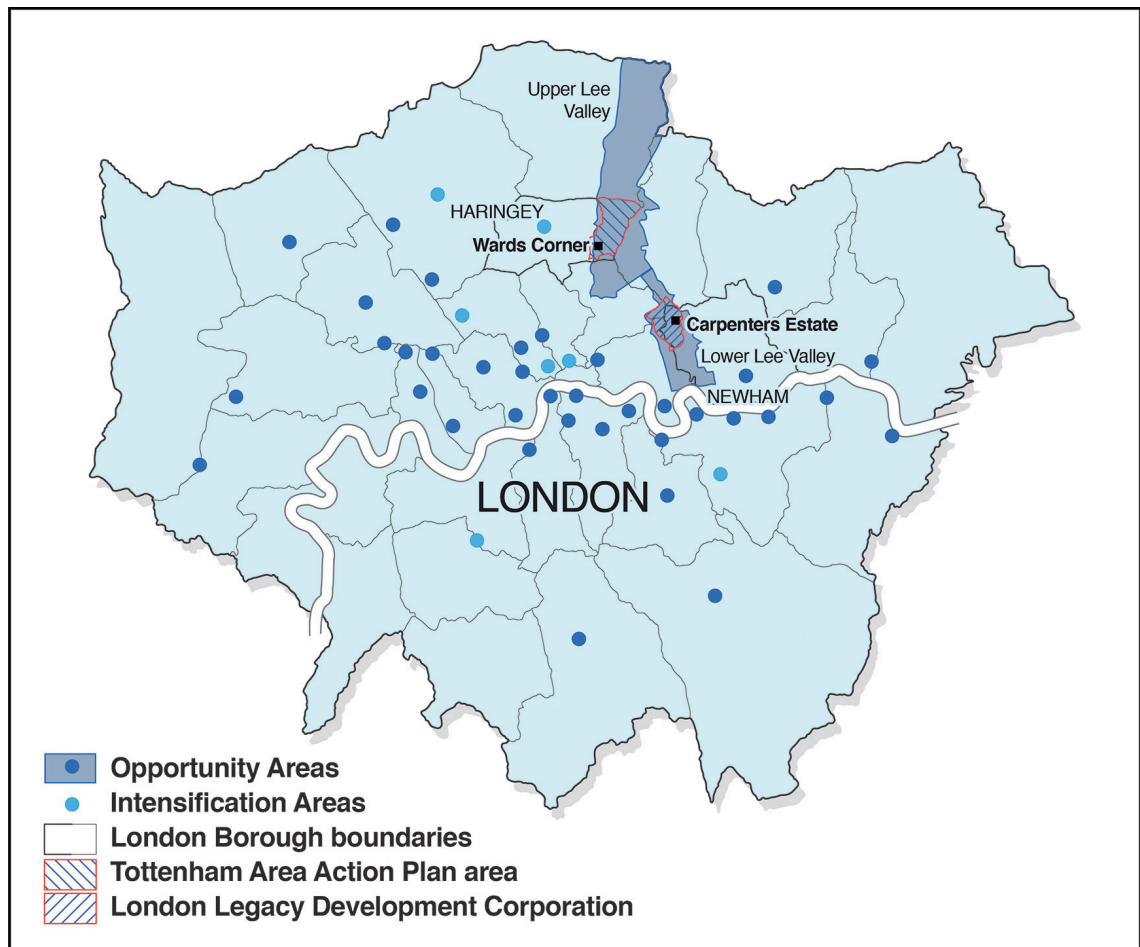 Upper Lee
Valley
HARINGEY
Wards Corner
Carpenters Estate
Lower Lee Valley
NEWHAM
LONDON
Opportunity Areas
Intensification Areas
London Borough boundaries
Tottenham Area Action Plan area
London Legacy Development Corporation